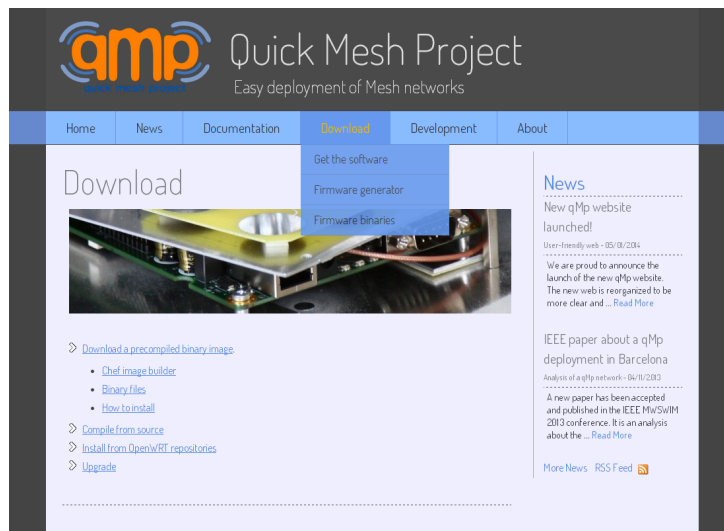 qmp
quick mesh project
Quick Mesh Project
Easy deployment of Mesh networks
Home News Documentation Download Development About
Get the software
Firmware generator
Firmware binaries
Download
Download a precompiled binary image.
Chef image builder
Binary files
How to install
Compile from source
Install from OpenWRT repositories
Upgrade
News
New qMp website
launched!
User-friendly web - 05/01/2014
We are proud to announce the
launch of the new qMp website.
The new web is reorganized to be
more clear and ... Read More
IEEE paper about a qMp
deployment in Barcelona
Analysis of a qMp network - 04/11/2013
A new paper has been accepted
and published in the IEEE MWSWIM
2013 conference. It is an analysis
about the ... Read More
More News RSS Feed